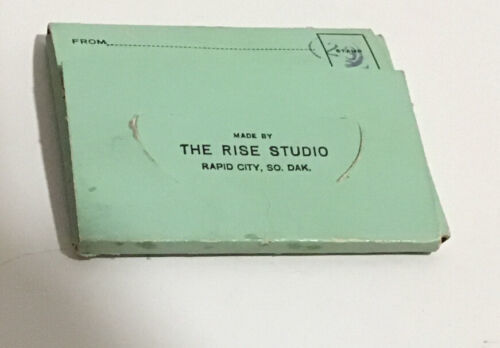 FROM
STAMP
MADE BY
THE RISE STUDIO
RAPID CITY, SO. DAK.